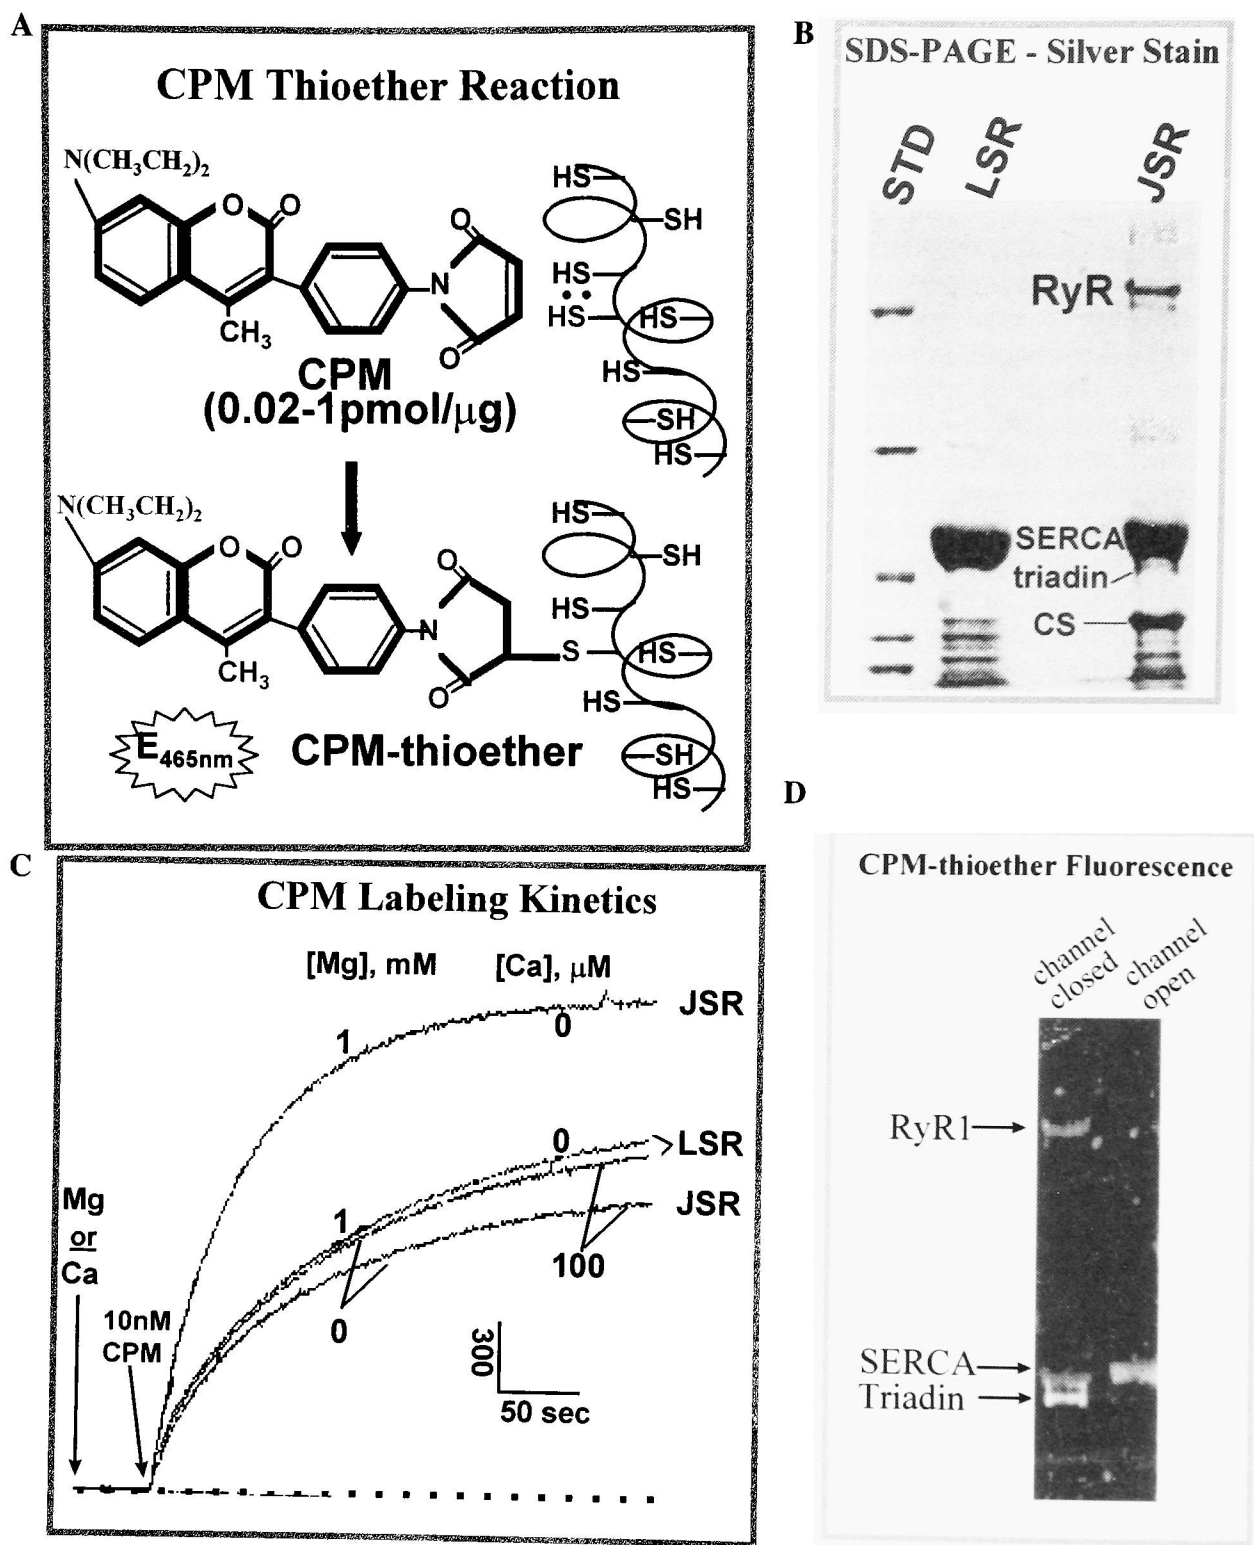 A
CPM Thioether Reaction
N(CH₃CH₂)₂
O
O
CH₃
N
O
O
CPM
(0.02-1pmol/μg)
HS
SH
HS
HS
HS
HS
SH
HS
N(CH₃CH₂)₂
O
O
CH₃
N
O
O
S
HS
SH
HS
HS
HS
SH
HS
E465nm
CPM-thioether
B
SDS-PAGE - Silver Stain
STD
LSR
JSR
RyR
SERCA
triadin
CS
C
CPM Labeling Kinetics
[Mg], mM
[Ca], μM
JSR
1
0
0
LSR
1
JSR
100
0
Mg
or
Ca
10nM
CPM
300
50 sec
D
CPM-thioether Fluorescence
channel
closed
channel
open
RyR1
SERCA
Triadin